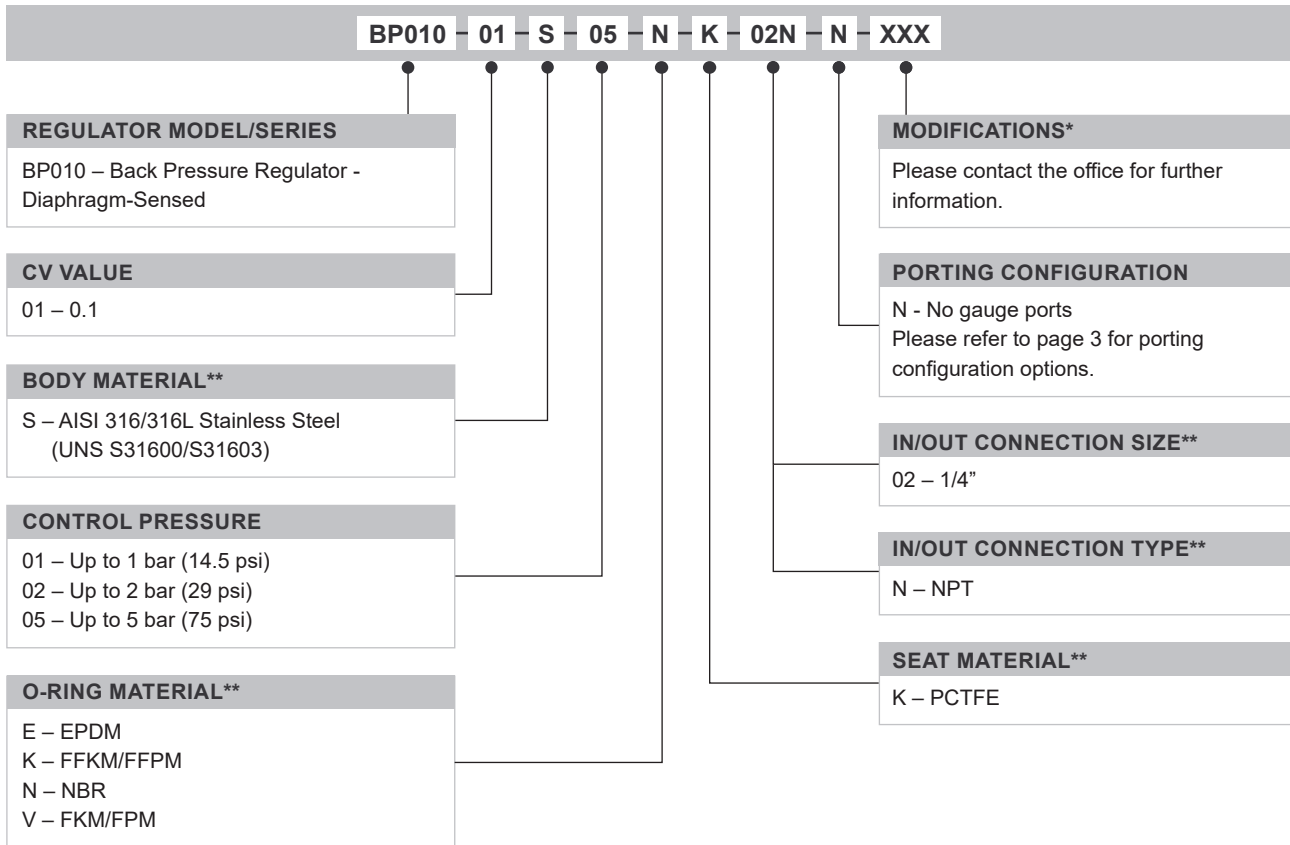 BP010 – 01 – S – 05 – N – K – 02N – N – XXX
REGULATOR MODEL/SERIES
BP010 – Back Pressure Regulator -
Diaphragm-Sensed
CV VALUE
01 – 0.1
BODY MATERIAL**
S – AISI 316/316L Stainless Steel
(UNS S31600/S31603)
CONTROL PRESSURE
01 – Up to 1 bar (14.5 psi)
02 – Up to 2 bar (29 psi)
05 – Up to 5 bar (75 psi)
O-RING MATERIAL**
E – EPDM
K – FFKM/FFPM
N – NBR
V – FKM/FPM
MODIFICATIONS*
Please contact the office for further
information.
PORTING CONFIGURATION
N - No gauge ports
Please refer to page 3 for porting
configuration options.
IN/OUT CONNECTION SIZE**
02 – 1/4”
IN/OUT CONNECTION TYPE**
N – NPT
SEAT MATERIAL**
K – PCTFE